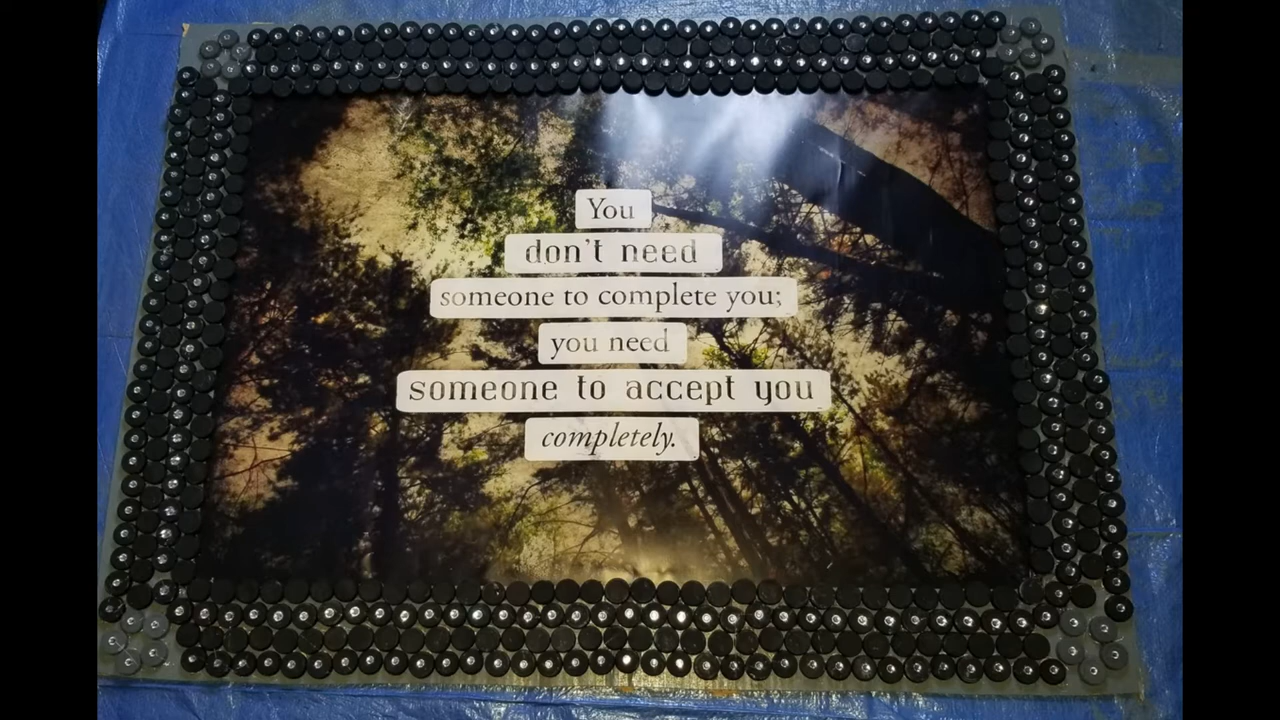 You
don't need
someone to complete you;
you need
someone to accept you
completely.